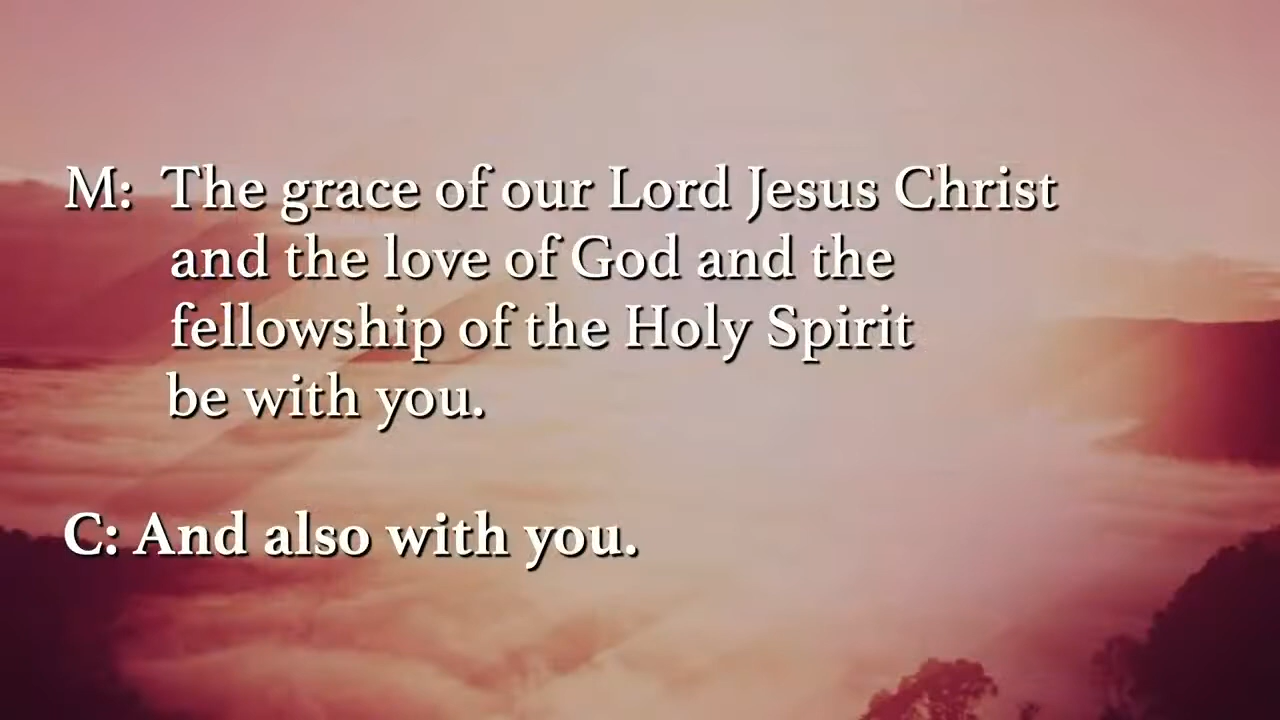 M: The grace of our Lord Jesus Christ
and the love of God and the
fellowship of the Holy Spirit
be with you.
C: And also with you.